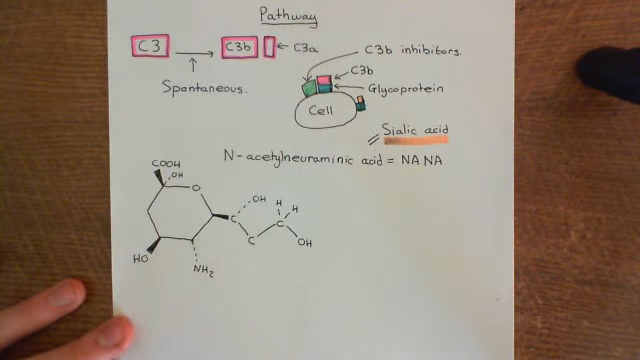 Pathway
C3 C3b C3a
C3b inhibitors.
C3b
Spontaneous.
Glycoprotein
Cell
Sialic acid
N-acetylneuraminic acid = NANA
COOH
OH
O
C OH H H
C
C
OH
HO
NH2